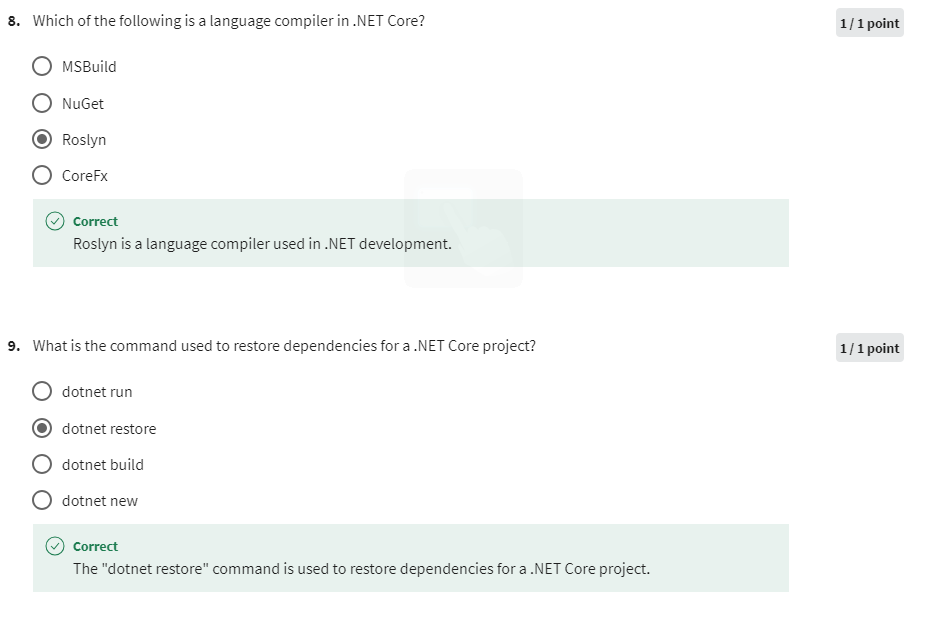 8. Which of the following is a language compiler in .NET Core?
1 / 1 point
MSBuild
NuGet
Roslyn
CoreFx
Correct
Roslyn is a language compiler used in .NET development.
9. What is the command used to restore dependencies for a .NET Core project?
1 / 1 point
dotnet run
dotnet restore
dotnet build
dotnet new
Correct
The "dotnet restore" command is used to restore dependencies for a .NET Core project.